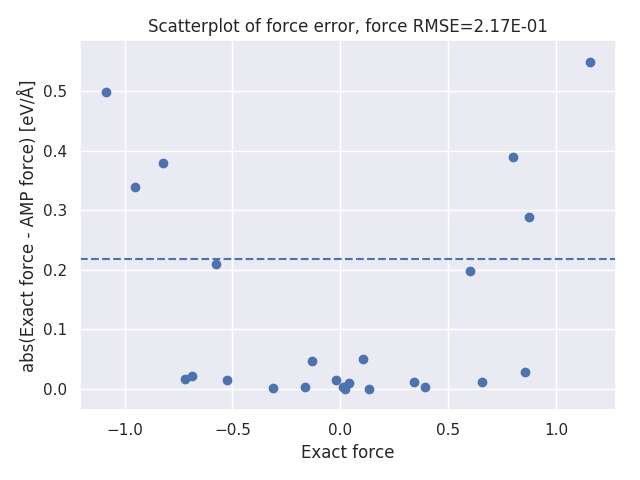 Scatterplot of force error, force RMSE=2.17E-01
abs(Exact force - AMP force) [eV/Å]
0.5
0.4
0.3
0.2
0.1
0.0
−1.0 −0.5 0.0 0.5 1.0
Exact force